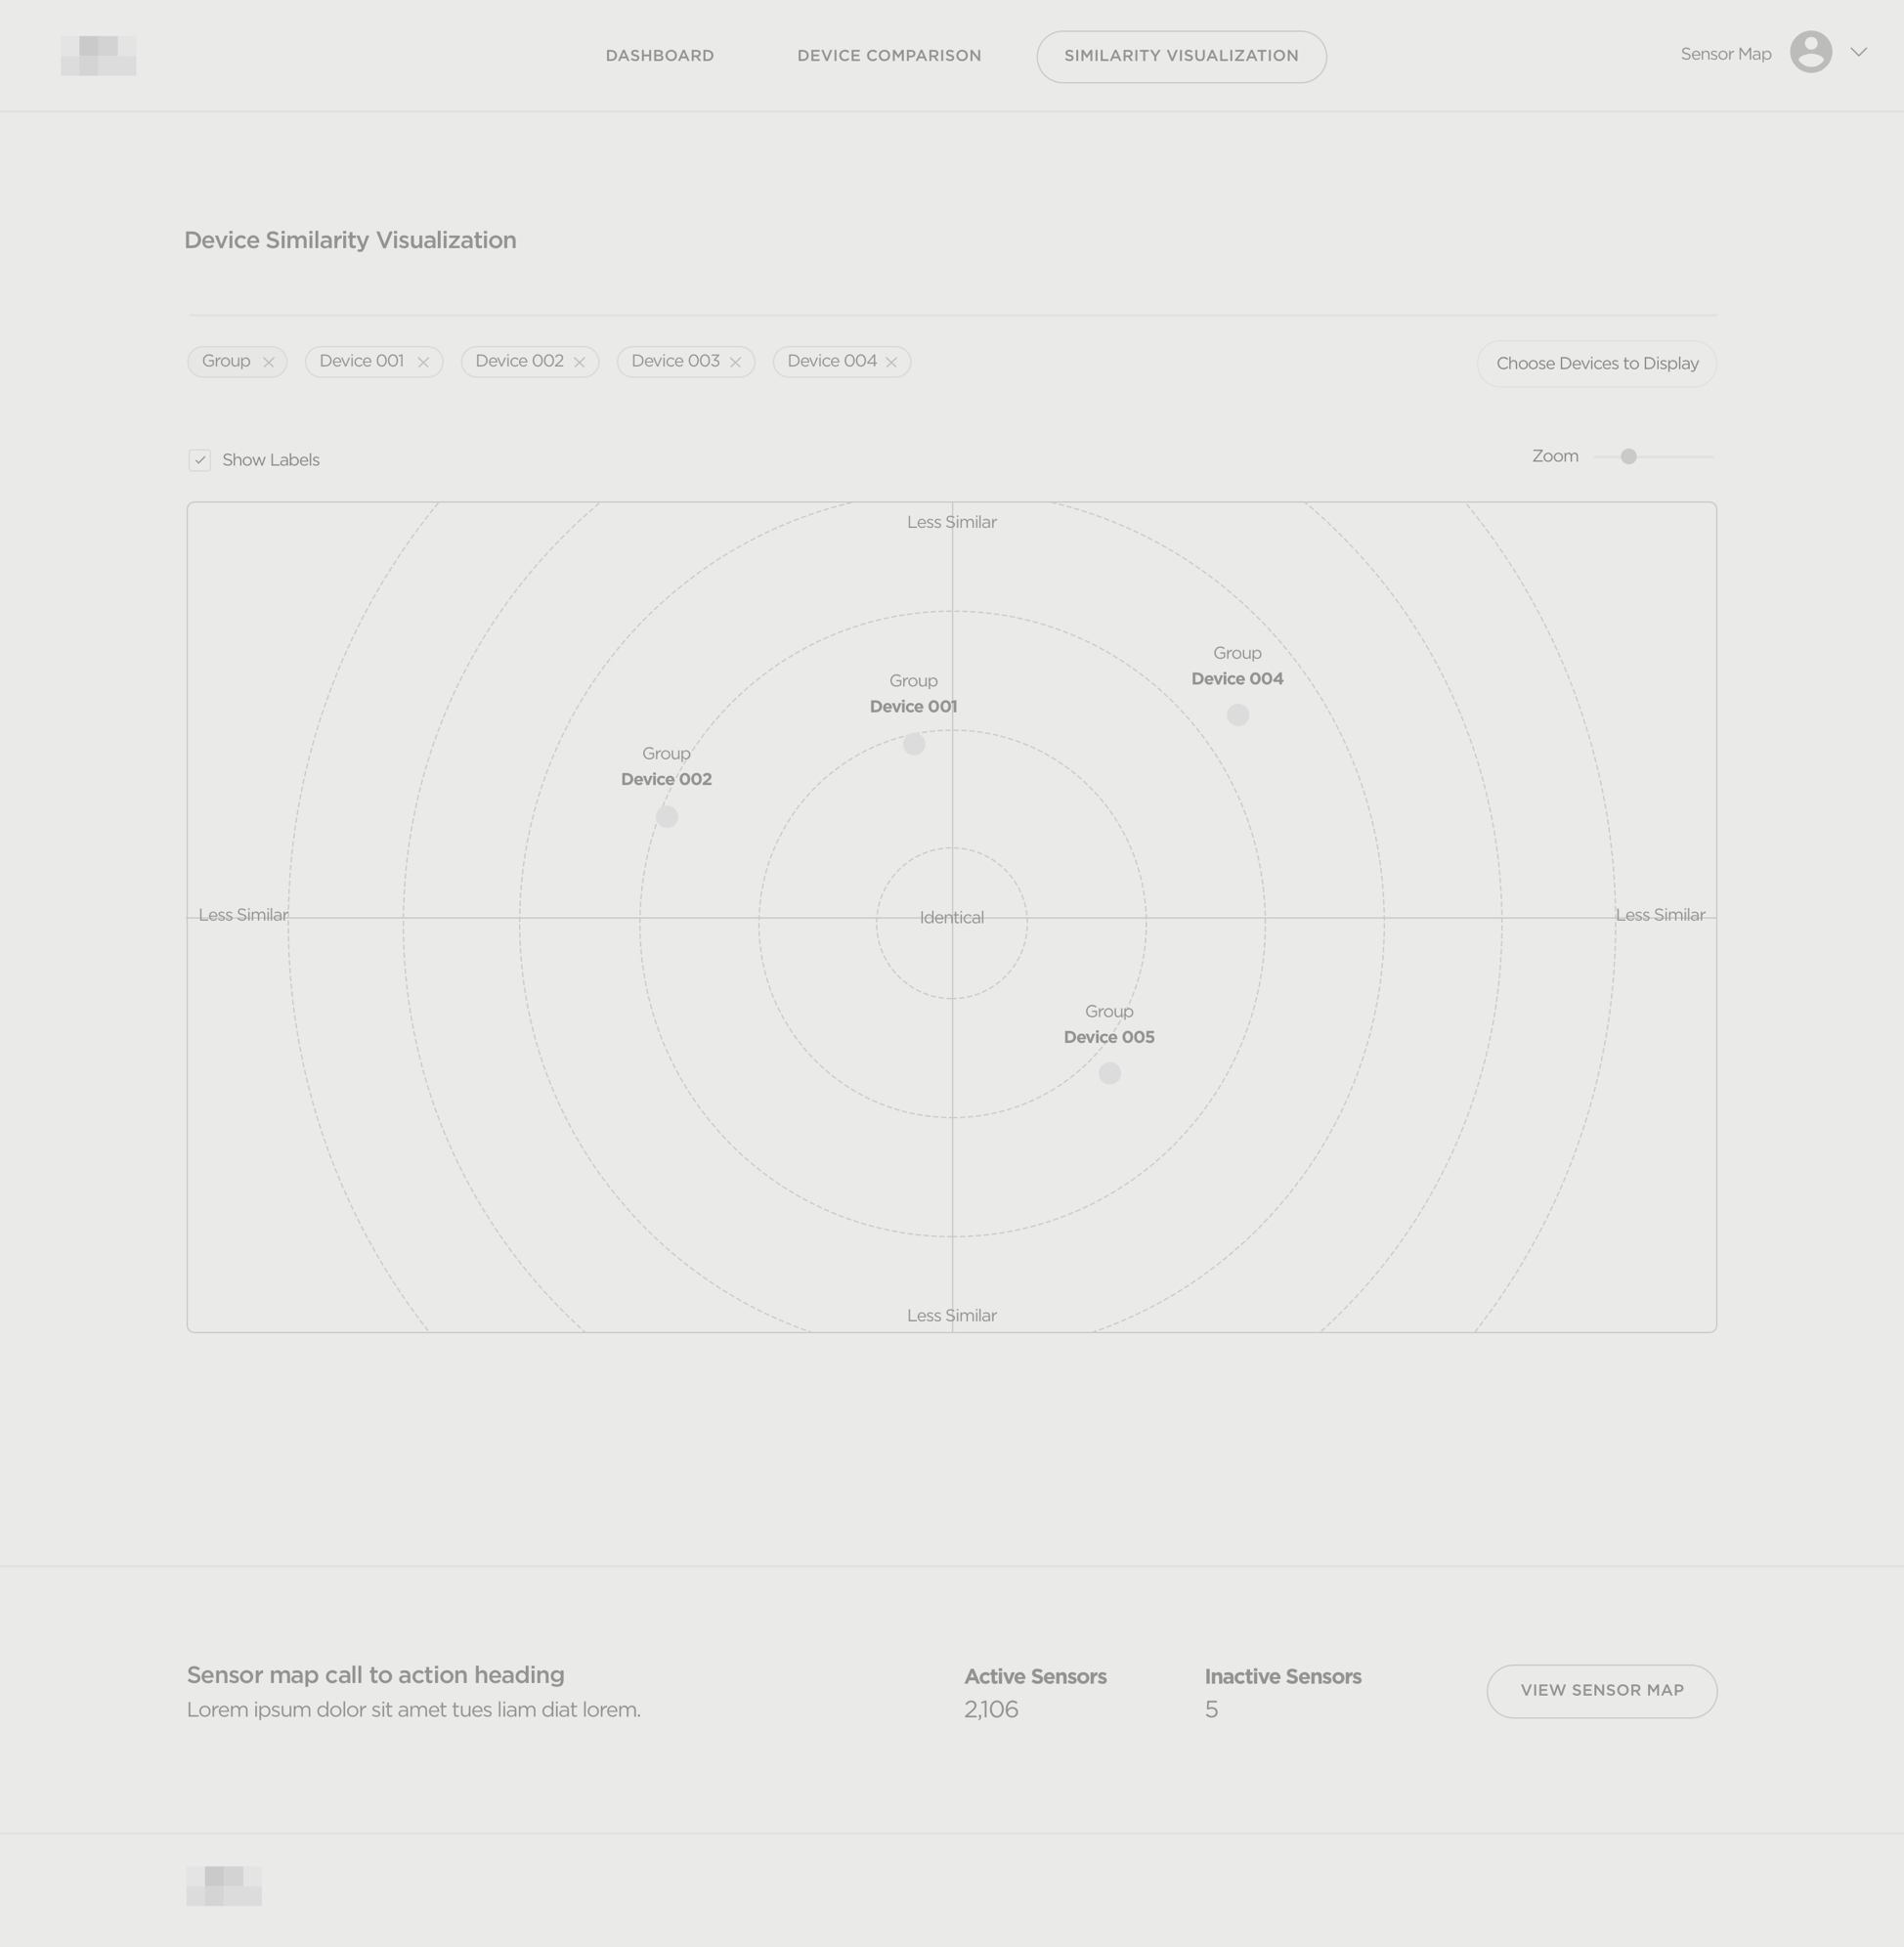 DASHBOARD
DEVICE COMPARISON
SIMILARITY VISUALIZATION
Sensor Map
Device Similarity Visualization
Group
Device 001
Device 002
Device 003
Device 004
Choose Devices to Display
Show Labels
Zoom
Less Similar
Group
Device 004
Group
Device 001
Group
Device 002
Less Similar
Identical
Less Similar
Group
Device 005
Less Similar
Sensor map call to action heading
Lorem ipsum dolor sit amet tues liam diat lorem.
Active Sensors
2,106
Inactive Sensors
5
VIEW SENSOR MAP